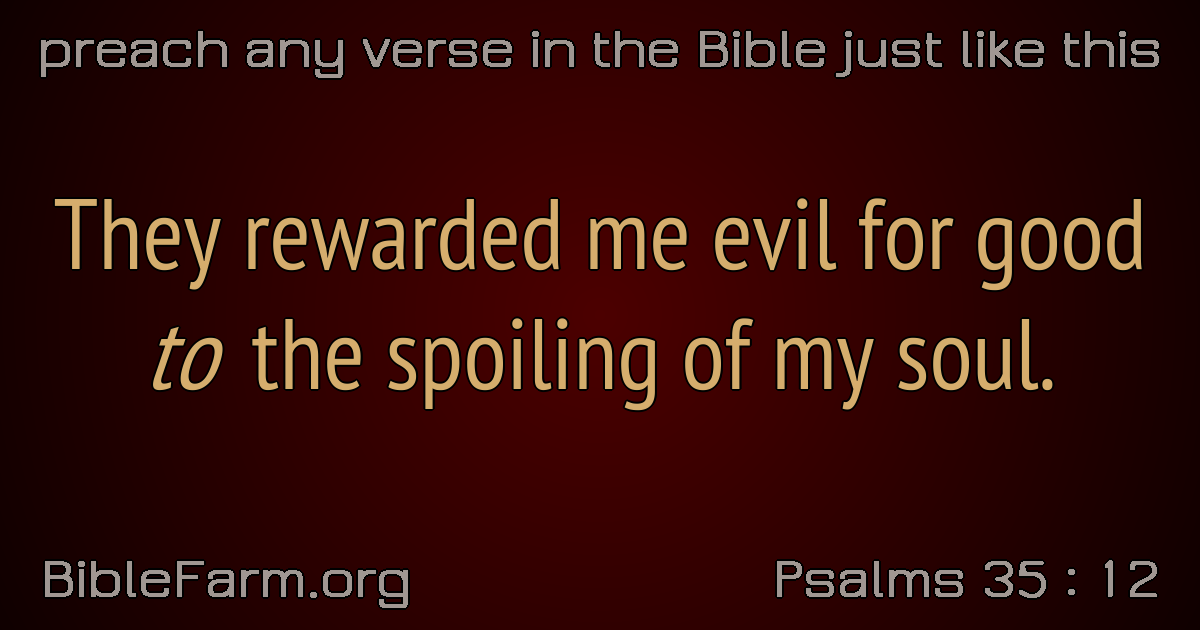 preach any verse in the Bible just like this
They rewarded me evil for good
to the spoiling of my soul.
BibleFarm.org
Psalms 35 : 12